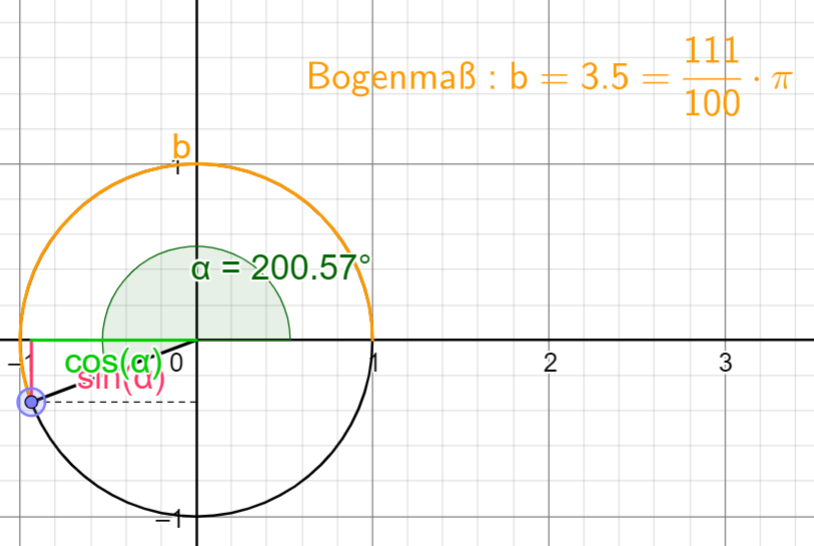 Bogenmaß : b = 3.5 = 111/100 · π
b
1
α = 200.57°
−1
cos(α)
0
1
2
3
sin(α)
−1